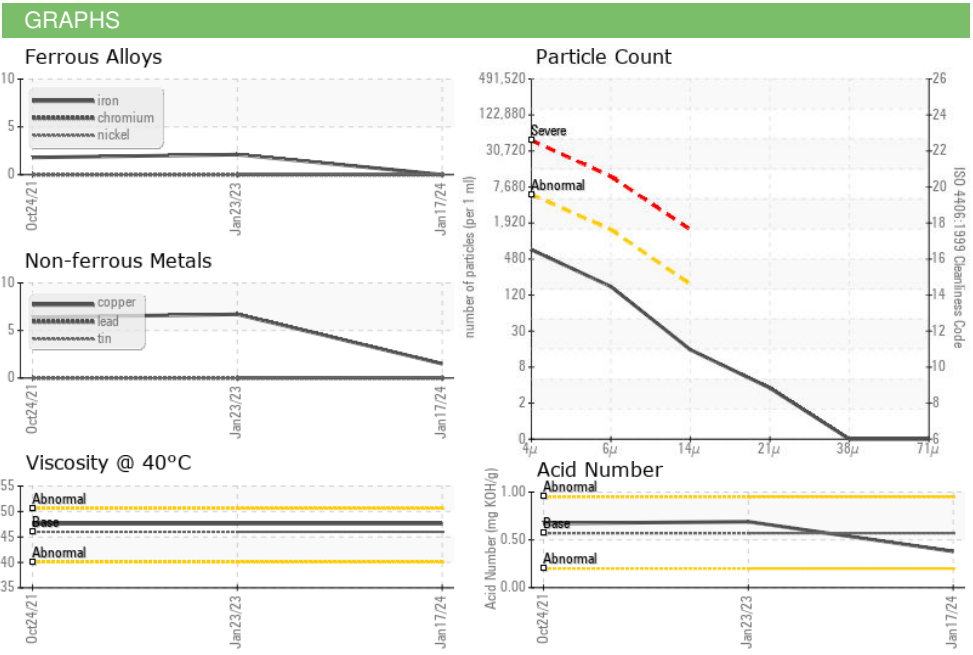 GRAPHS
Ferrous Alloys
10
5
0
iron
chromium
nickel
Oct24/21
Jan23/23
Jan17/24
Non-ferrous Metals
10
5
0
copper
lead
tin
Oct24/21
Jan23/23
Jan17/24
Viscosity @ 40°C
55
50
45
40
35
Abnormal
Base
Abnormal
Oct24/21
Jan23/23
Jan17/24
Particle Count
number of particles (per 1 ml)
491,520
122,880
30,720
7,680
1,920
480
120
30
8
2
0
Severe
Abnormal
4µ
6µ
14µ
21µ
38µ
71µ
26
24
22
20
18
16
14
12
10
8
6
ISO 4406:1999 Cleanliness Code
Acid Number
Acid Number (mg KOH/g)
1.00
0.50
0.00
Abnormal
Base
Abnormal
Oct24/21
Jan23/23
Jan17/24